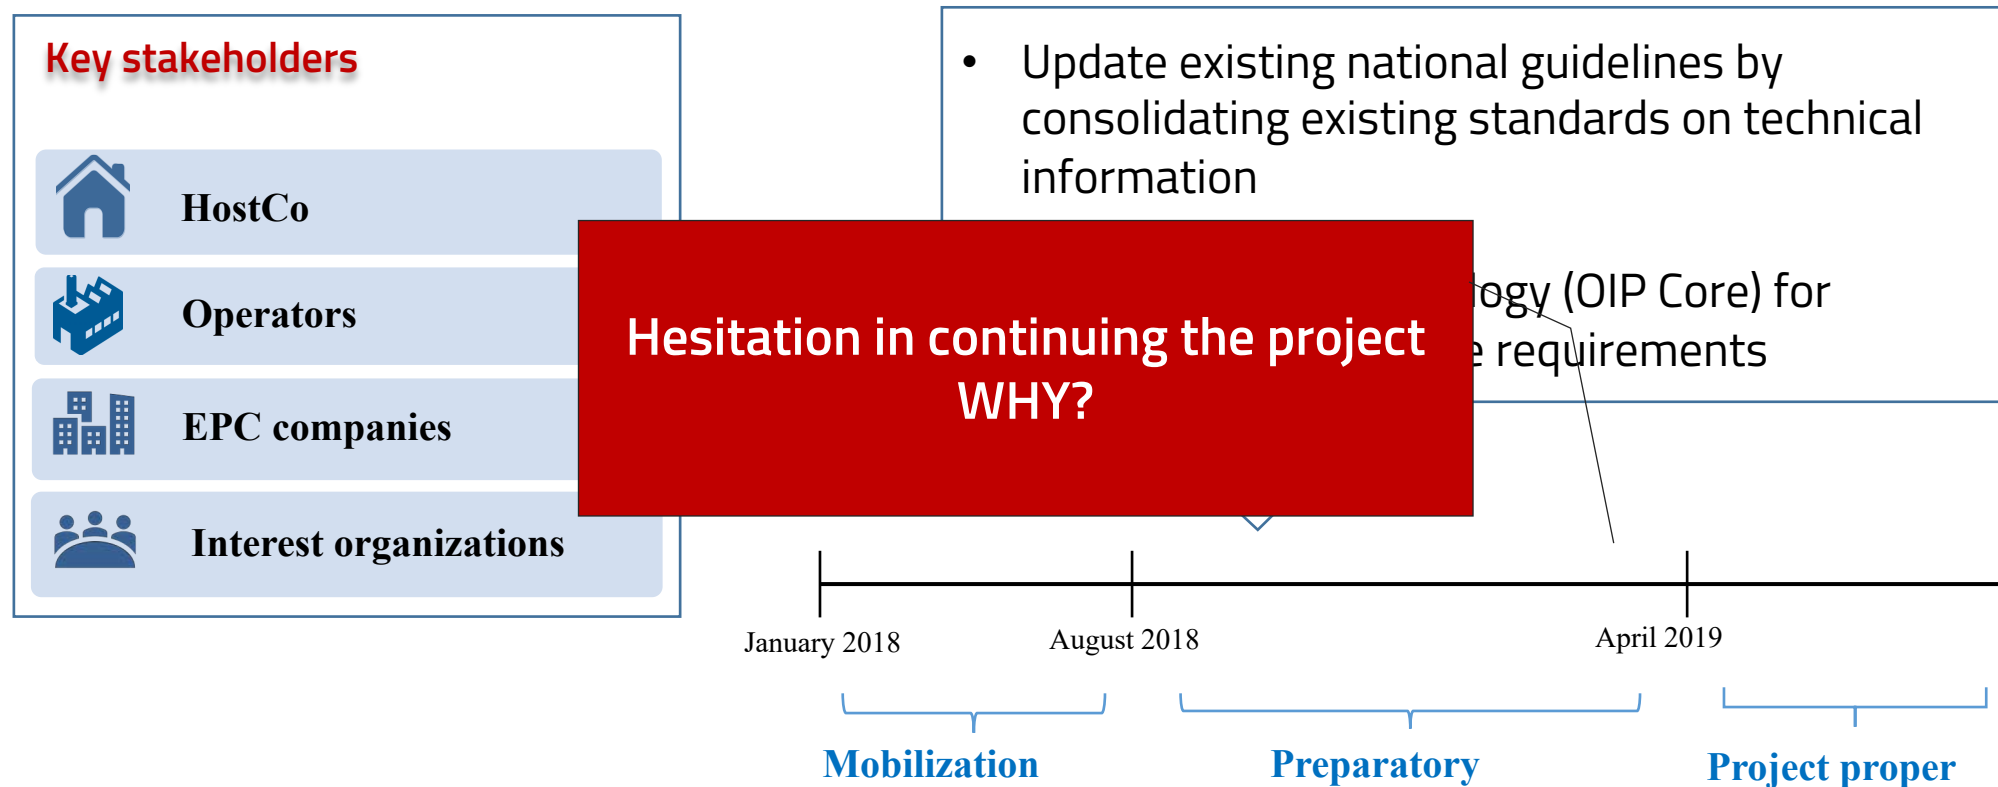 Key stakeholders
HostCo
Operators
EPC companies
Interest organizations
• Update existing national guidelines by
consolidating existing standards on technical
information
(OIP Core) for
requirements
Hesitation in continuing the project
WHY?
January 2018
August 2018
April 2019
Mobilization
Preparatory
Project proper